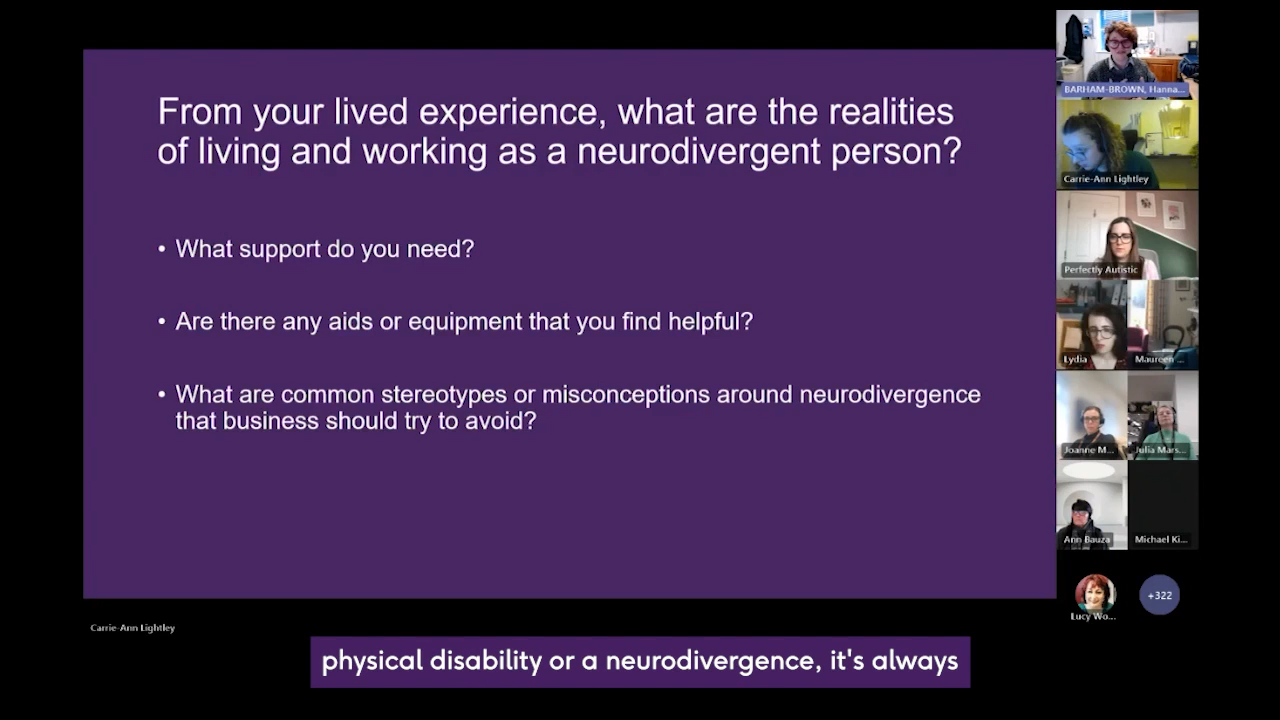 From your lived experience, what are the realities
of living and working as a neurodivergent person?
• What support do you need?
• Are there any aids or equipment that you find helpful?
• What are common stereotypes or misconceptions around neurodivergence
that business should try to avoid?
BARHAM-BROWN, Hanna...
Carrie-Ann Lightley
Perfectly Autistic
Lydia
Maureen ...
Joanne M...
Julia Mars...
Ann Bauza
Michael Ki...
Lucy Wo...
+322
Carrie-Ann Lightley
physical disability or a neurodivergence, it's always